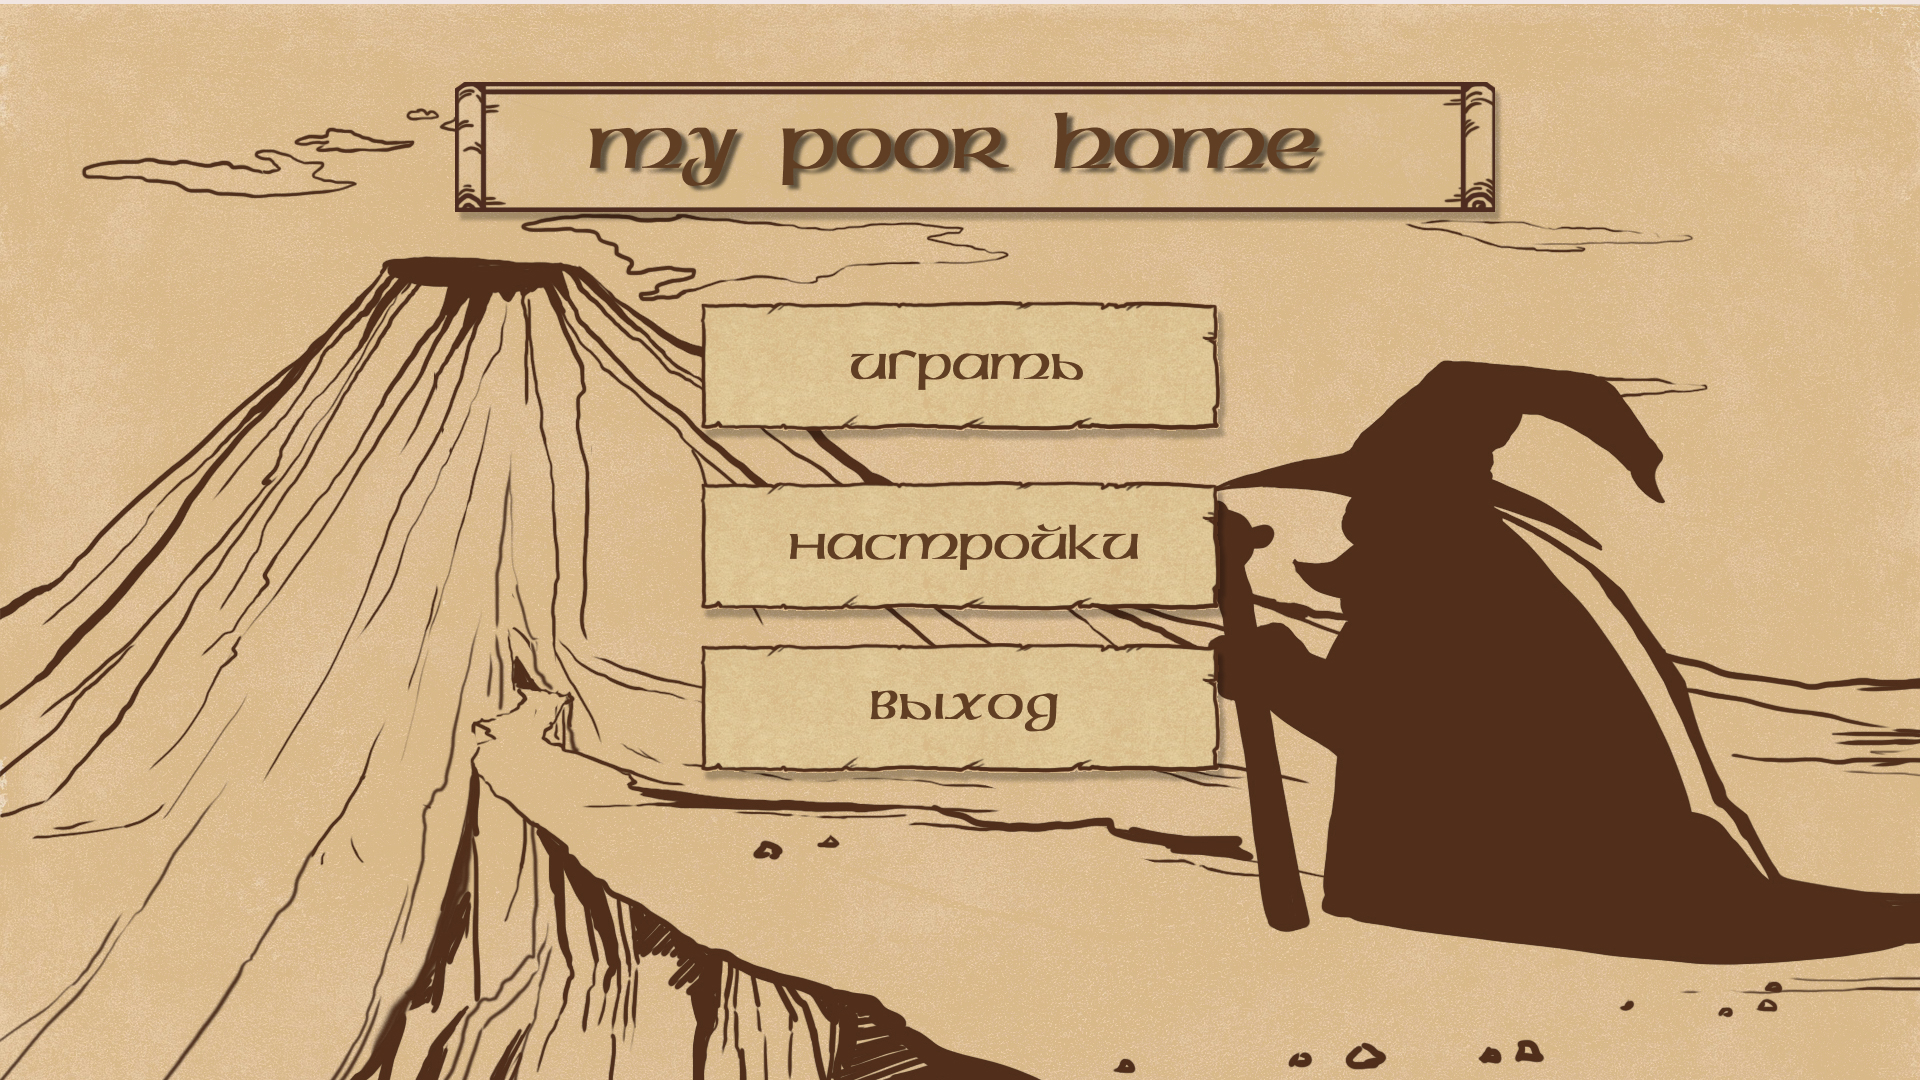 my poor home
играть
настройки
выход